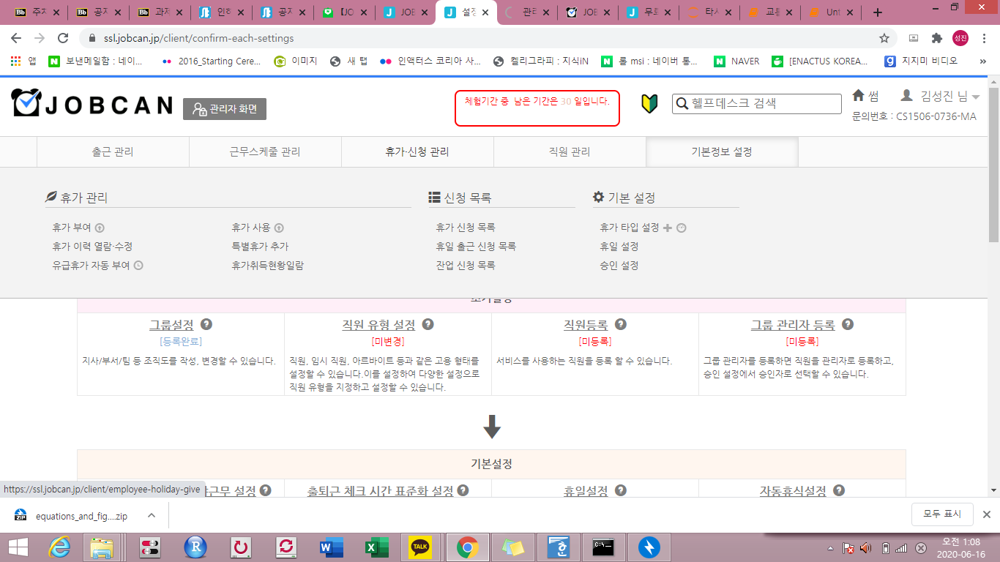 주차
공지
과제
인하
공지
[JO
JOB
설정
관리
JOB
무료
타사
교통
Unt
ssl.jobcan.jp/client/confirm-each-settings
성진
앱
보낸메일함 : 네이...
2016_Starting Cere...
이미지
새 탭
인액터스 코리아 사...
켈리그라피 : 지식iN
롤 msi : 네이버 통...
NAVER
[ENACTUS KOREA...
지지미 비디오
»
JOBCAN
관리자 화면
체험기간 중 남은 기간은 30 일입니다.
헬프데스크 검색
썸
김성진 님
문의번호 : CS1506-0736-MA
출근 관리
근무스케줄 관리
휴가·신청 관리
직원 관리
기본정보 설정
휴가 관리
신청 목록
기본 설정
휴가 부여
휴가 사용
휴가 신청 목록
휴가 타입 설정
휴가 이력 열람·수정
특별휴가 추가
휴일 출근 신청 목록
휴일 설정
유급휴가 자동 부여
휴가취득현황일람
잔업 신청 목록
승인 설정
초기설정
그룹설정
직원 유형 설정
직원등록
그룹 관리자 등록
[등록완료]
[미변경]
[미등록]
[미등록]
지사/부서/팀 등 조직도를 작성, 변경할 수 있습니다.
직원, 임시 직원, 아르바이트 등과 같은 고용 형태를
설정할 수 있습니다.이를 설정하여 다양한 설정으로
직원 유형을 지정하고 설정할 수 있습니다.
서비스를 사용하는 직원을 등록 할 수 있습니다.
그룹 관리자를 등록하면 직원을 관리자로 등록하고,
승인 설정에서 승인자로 선택할 수 있습니다.
기본설정
근무 설정
출퇴근 체크 시간 표준화 설정
휴일설정
자동휴식설정
https://ssl.jobcan.jp/client/employee-holiday-give
equations_and_fig....zip
모두 표시
TALK
오전 1:08
2020-06-16